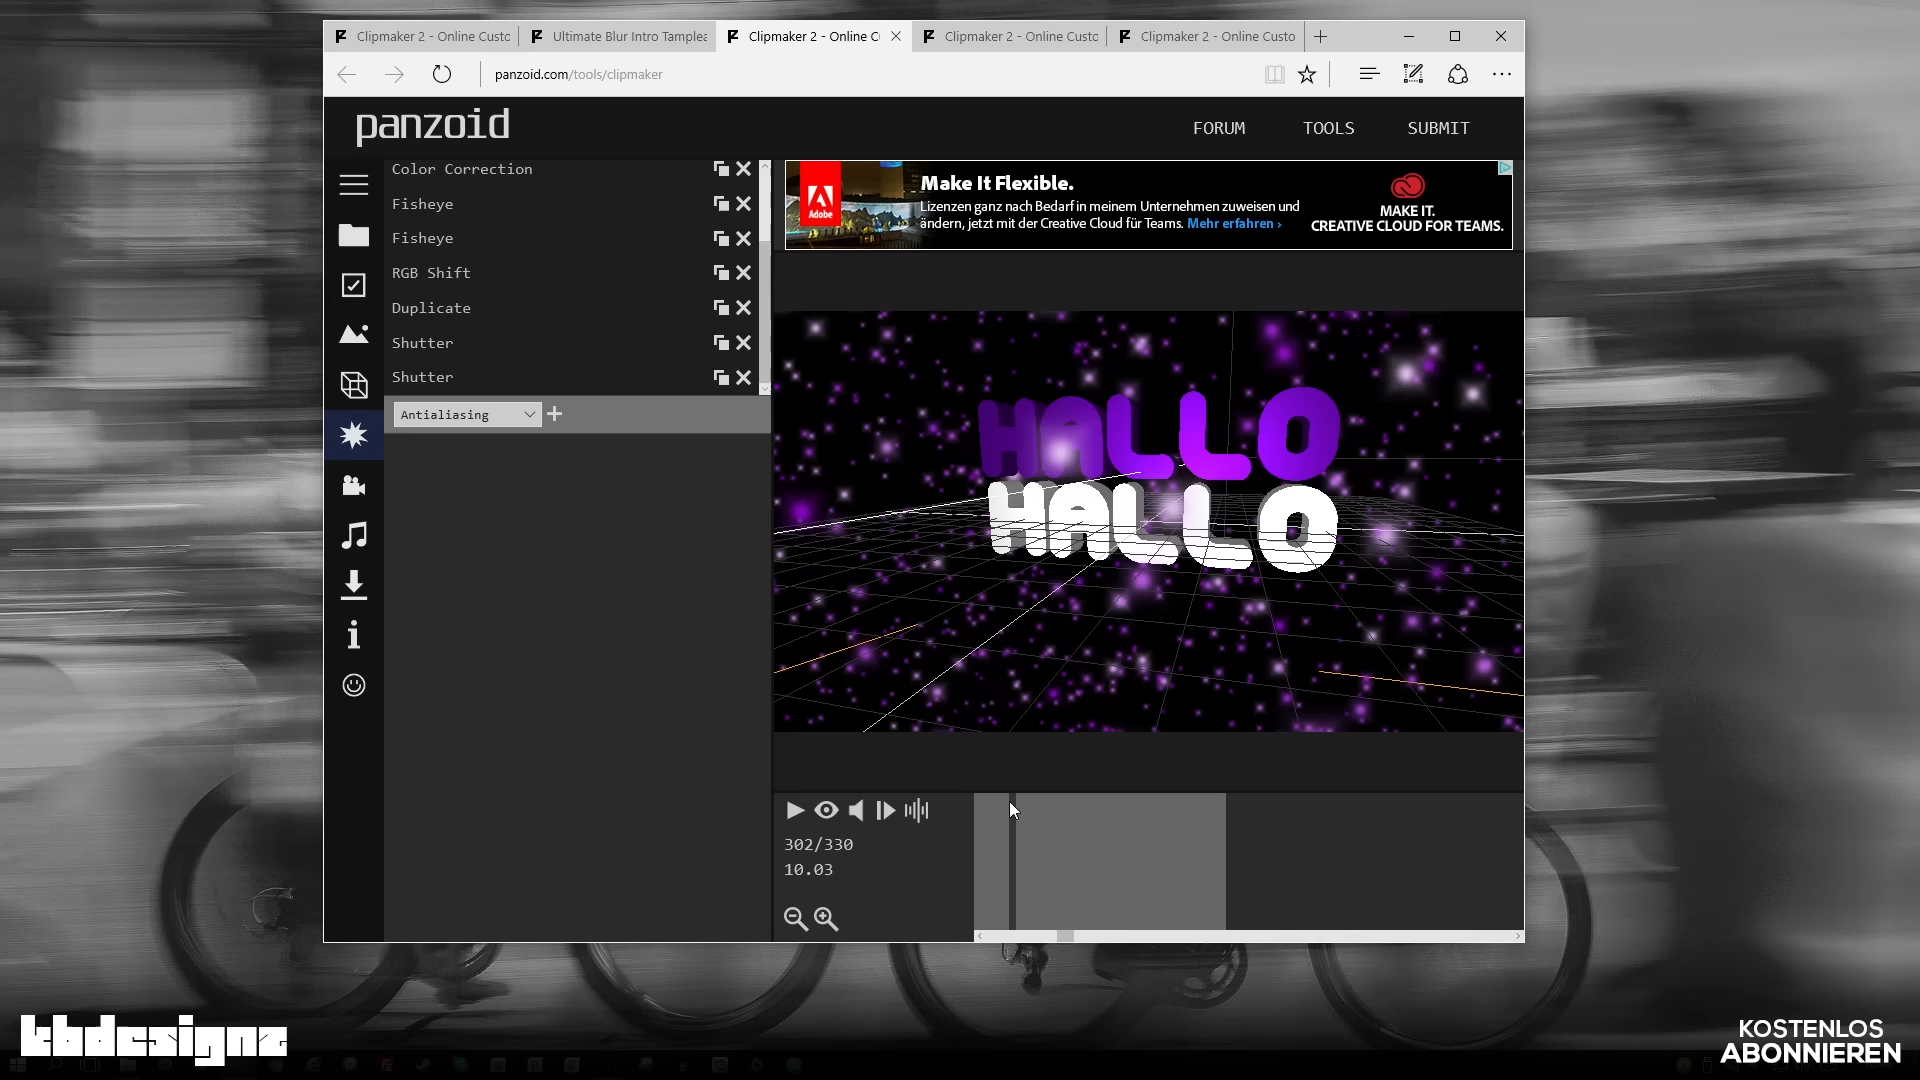 Clipmaker 2 - Online Custo
Ultimate Blur Intro Tamplea
Clipmaker 2 - Online C
Clipmaker 2 - Online Custo
Clipmaker 2 - Online Custo
panzoid.com/tools/clipmaker
panzoid
FORUM
TOOLS
SUBMIT
Color Correction
Fisheye
Fisheye
RGB Shift
Duplicate
Shutter
Shutter
Antialiasing
Adobe
Make It Flexible.
Lizenzen ganz nach Bedarf in meinem Unternehmen zuweisen und
ändern, jetzt mit der Creative Cloud für Teams. Mehr erfahren ›
MAKE IT.
CREATIVE CLOUD FOR TEAMS.
HALLO
HALLO
302/330
10.03
kbdesignz
KOSTENLOS
ABONNIEREN